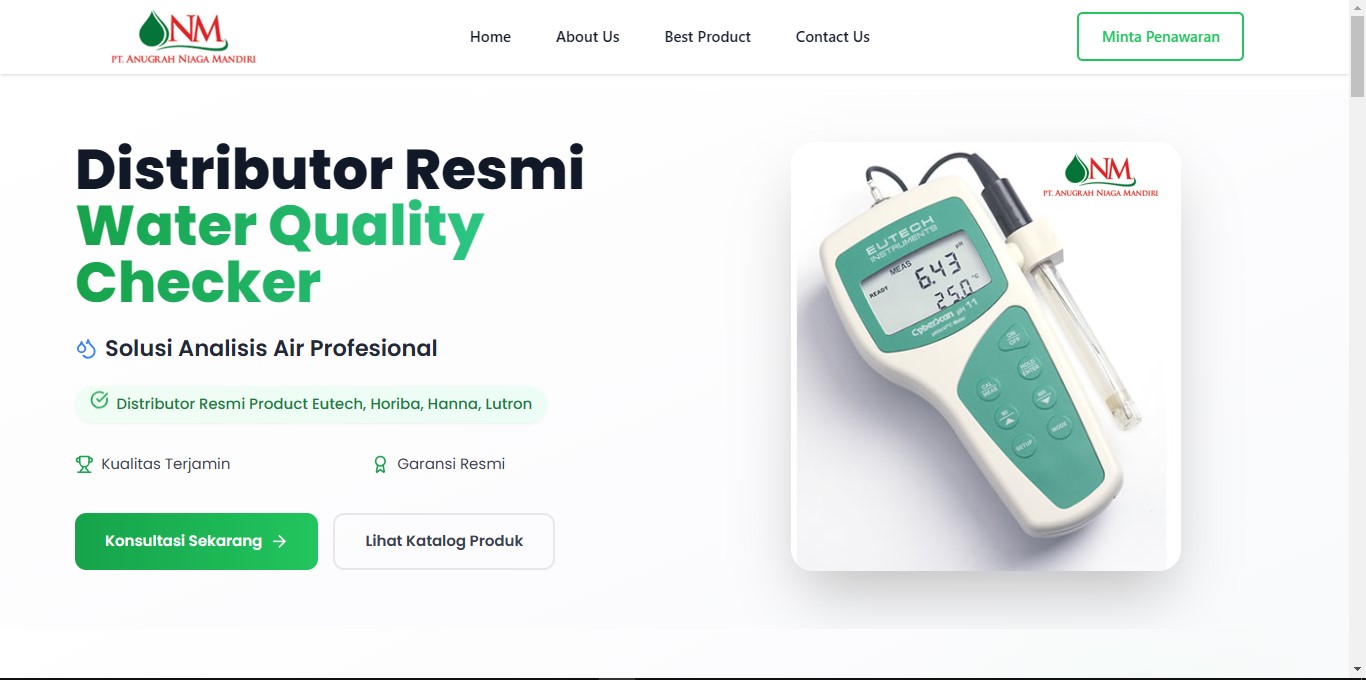 NM
PT. ANUGRAH NIAGA MANDIRI
Home
About Us
Best Product
Contact Us
Minta Penawaran
Distributor Resmi
Water Quality
Checker
Solusi Analisis Air Profesional
Distributor Resmi Product Eutech, Horiba, Hanna, Lutron
Kualitas Terjamin
Garansi Resmi
Konsultasi Sekarang
Lihat Katalog Produk
NM
PT. ANUGRAH NIAGA MANDIRI
EUTECH
INSTRUMENTS
MEAS
pH
6.43
READY
25.0
°C
CyberScan pH 11
ON
OFF
HOLD
ENTER
CAL
MEAS
MODE
SETUP